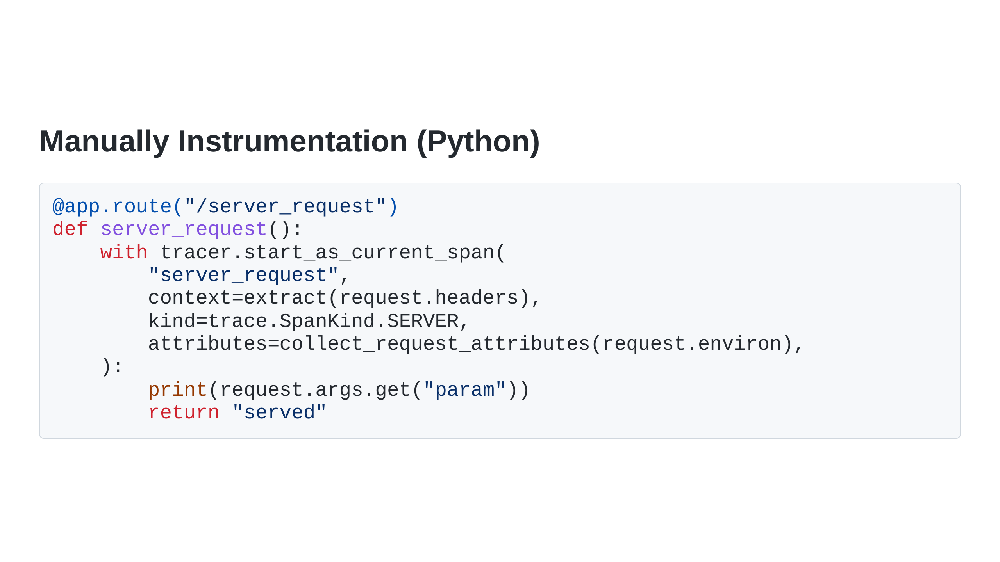 Manually Instrumentation (Python)
@app.route("/server_request")
def server_request():
    with tracer.start_as_current_span(
        "server_request",
        context=extract(request.headers),
        kind=trace.SpanKind.SERVER,
        attributes=collect_request_attributes(request.environ),
    ):
        print(request.args.get("param"))
        return "served"